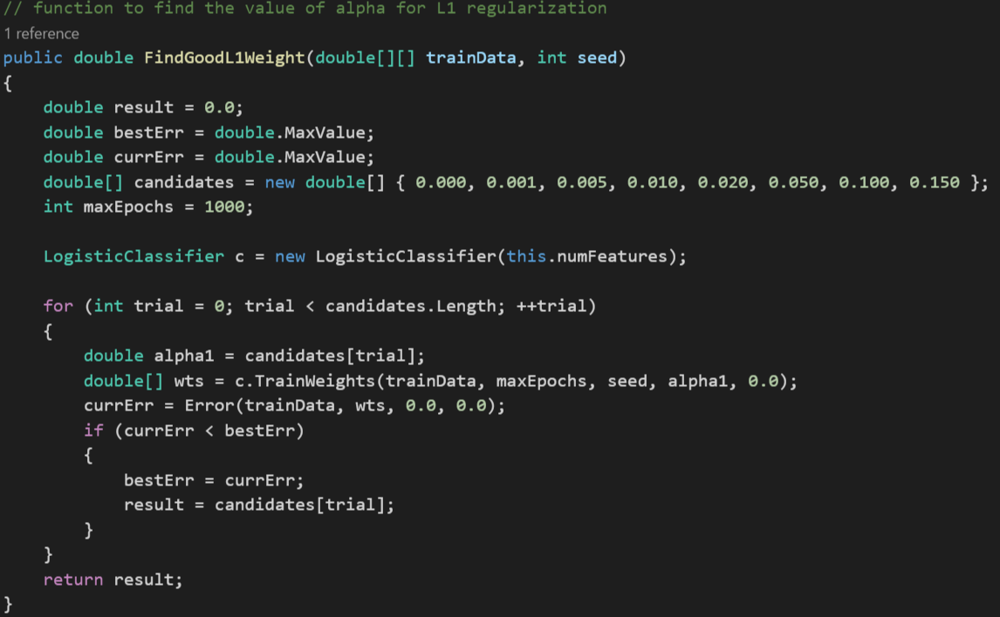 // function to find the value of alpha for L1 regularization
1 reference
public double FindGoodL1Weight(double[][] trainData, int seed)
{
    double result = 0.0;
    double bestErr = double.MaxValue;
    double currErr = double.MaxValue;
    double[] candidates = new double[] { 0.000, 0.001, 0.005, 0.010, 0.020, 0.050, 0.100, 0.150 };
    int maxEpochs = 1000;

    LogisticClassifier c = new LogisticClassifier(this.numFeatures);

    for (int trial = 0; trial < candidates.Length; ++trial)
    {
        double alpha1 = candidates[trial];
        double[] wts = c.TrainWeights(trainData, maxEpochs, seed, alpha1, 0.0);
        currErr = Error(trainData, wts, 0.0, 0.0);
        if (currErr < bestErr)
        {
            bestErr = currErr;
            result = candidates[trial];
        }
    }
    return result;
}